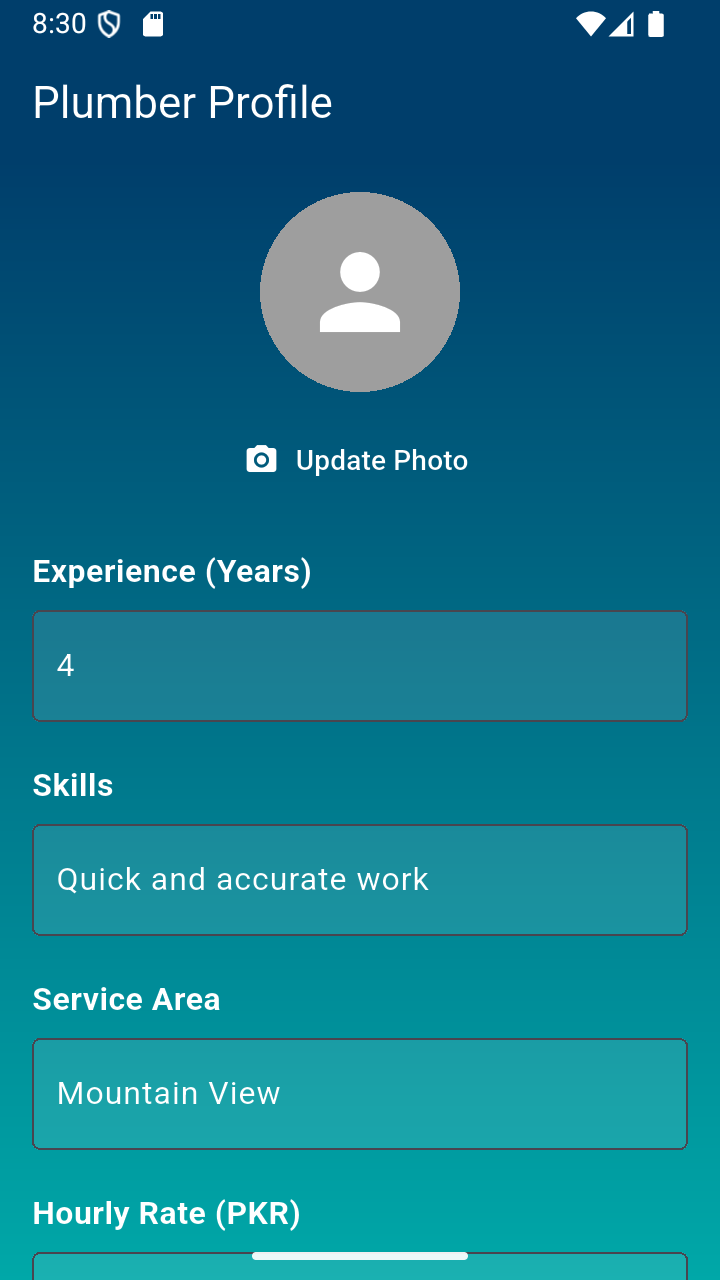 8:30
Plumber Profile
Update Photo
Experience (Years)
4
Skills
Quick and accurate work
Service Area
Mountain View
Hourly Rate (PKR)